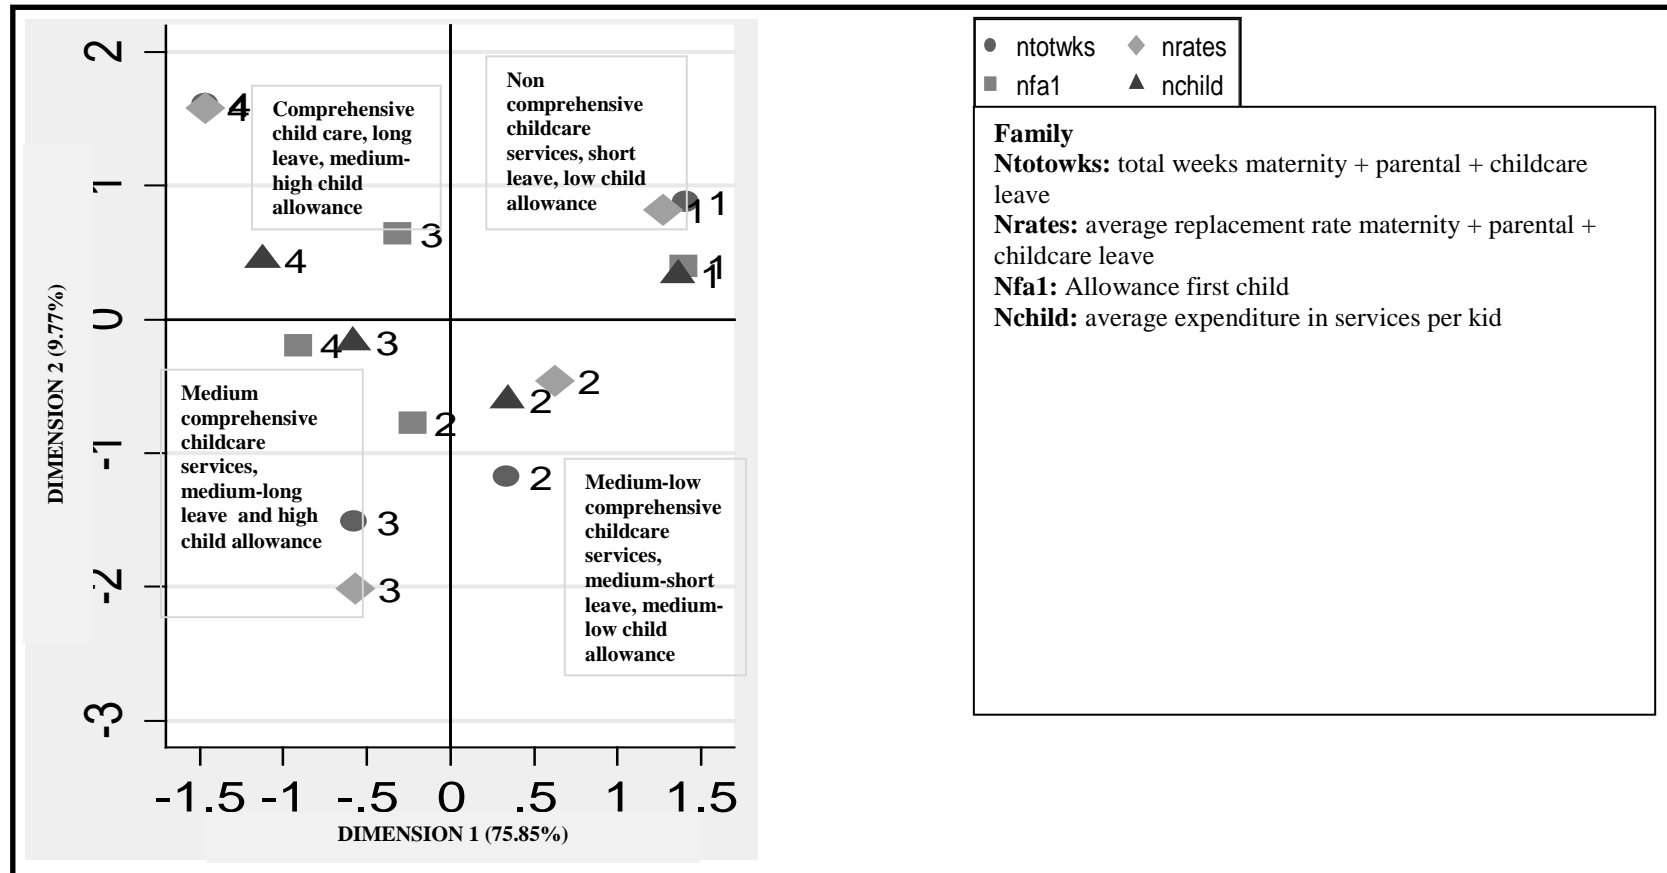 2
1
0
-1
-2
-3
DIMENSION 2 (9.77%)
Comprehensive
child care, long
leave, medium-
high child
allowance
Non
comprehensive
childcare
services, short
leave, low child
allowance
4
4
3
4
1
1
1
1
4
3
2
2
2
2
3
3
Medium
comprehensive
childcare
services,
medium-long
leave and high
child allowance
Medium-low
comprehensive
childcare
services,
medium-short
leave, medium-
low child
allowance
-1.5 -1 -.5 0 .5 1 1.5
DIMENSION 1 (75.85%)
ntotwks nrates
nfa1 nchild
Family
Ntotowks: total weeks maternity + parental + childcare
leave
Nrates: average replacement rate maternity + parental +
childcare leave
Nfa1: Allowance first child
Nchild: average expenditure in services per kid